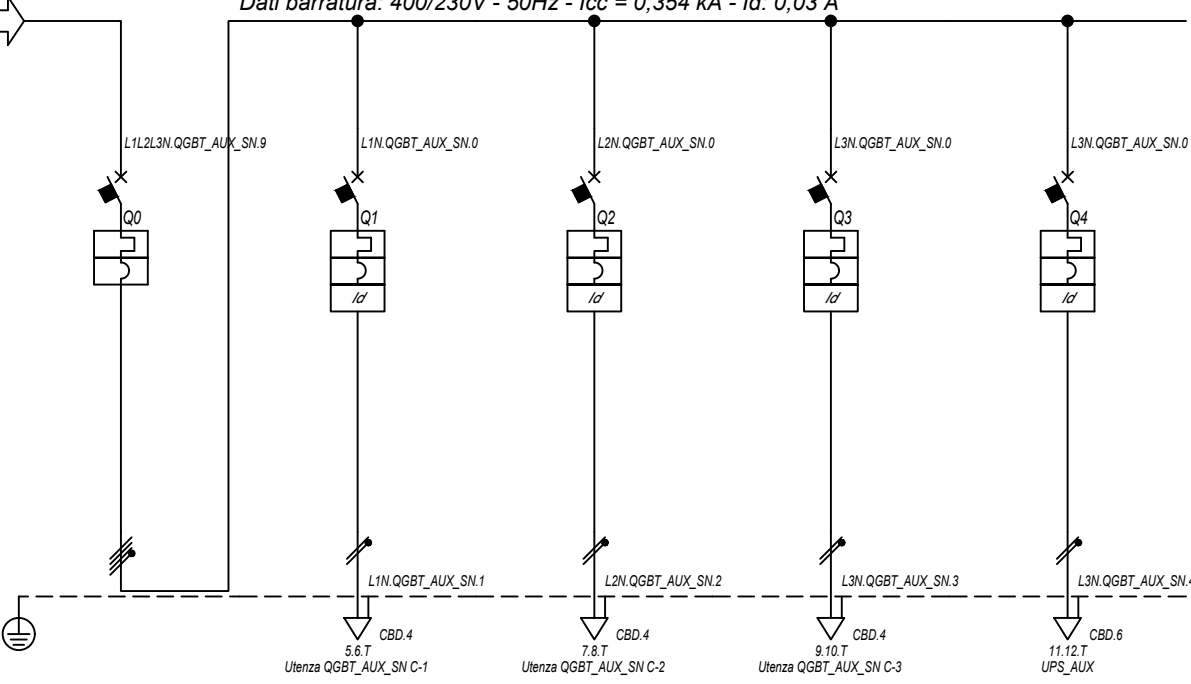 Dati barratura: 400/230V - 50Hz - Icc = 0,354 kA - Id: 0,03 A
L1L2L3N.QGBT_AUX_SN.9
L1N.QGBT_AUX_SN.0
L2N.QGBT_AUX_SN.0
L3N.QGBT_AUX_SN.0
L3N.QGBT_AUX_SN.0
Q0
Q1
Q2
Q3
Q4
Id
Id
Id
Id
L1N.QGBT_AUX_SN.1
L2N.QGBT_AUX_SN.2
L3N.QGBT_AUX_SN.3
L3N.QGBT_AUX_SN.4
CBD.4
CBD.4
CBD.4
CBD.6
5.6.T
7.8.T
9.10.T
11.12.T
Utenza QGBT_AUX_SN C-1
Utenza QGBT_AUX_SN C-2
Utenza QGBT_AUX_SN C-3
UPS_AUX